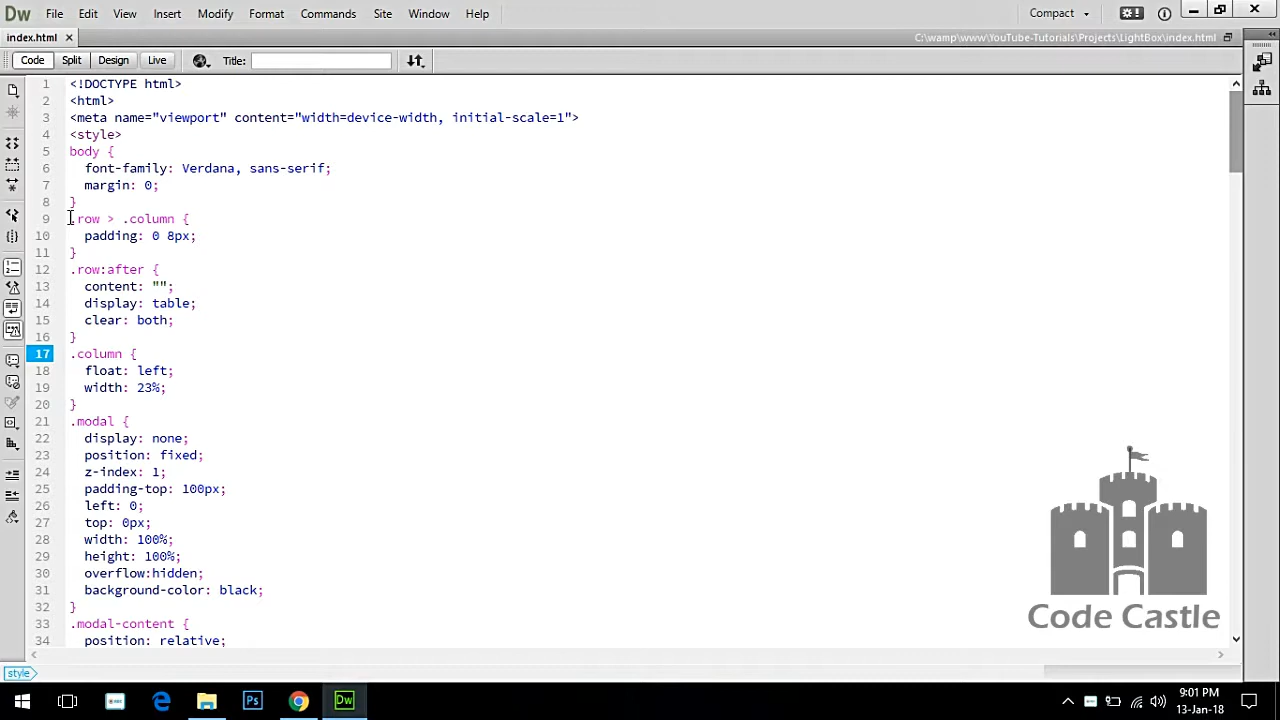 Dw File Edit View Insert Modify Format Commands Site Window Help Compact
index.html C:\wamp\www\YouTube-Tutorials\Projects\LightBox\index.html
Code Split Design Live Title:
1 <!DOCTYPE html>
2 <html>
3 <meta name="viewport" content="width=device-width, initial-scale=1">
4 <style>
5 body {
6 font-family: Verdana, sans-serif;
7 margin: 0;
8 }
9 .row > .column {
10 padding: 0 8px;
11 }
12 .row:after {
13 content: "";
14 display: table;
15 clear: both;
16 }
17 .column {
18 float: left;
19 width: 23%;
20 }
21 .modal {
22 display: none;
23 position: fixed;
24 z-index: 1;
25 padding-top: 100px;
26 left: 0;
27 top: 0px;
28 width: 100%;
29 height: 100%;
30 overflow:hidden;
31 background-color: black;
32 }
33 .modal-content {
34 position: relative;
Code Castle
style
Ps Dw
9:01 PM
13-Jan-18